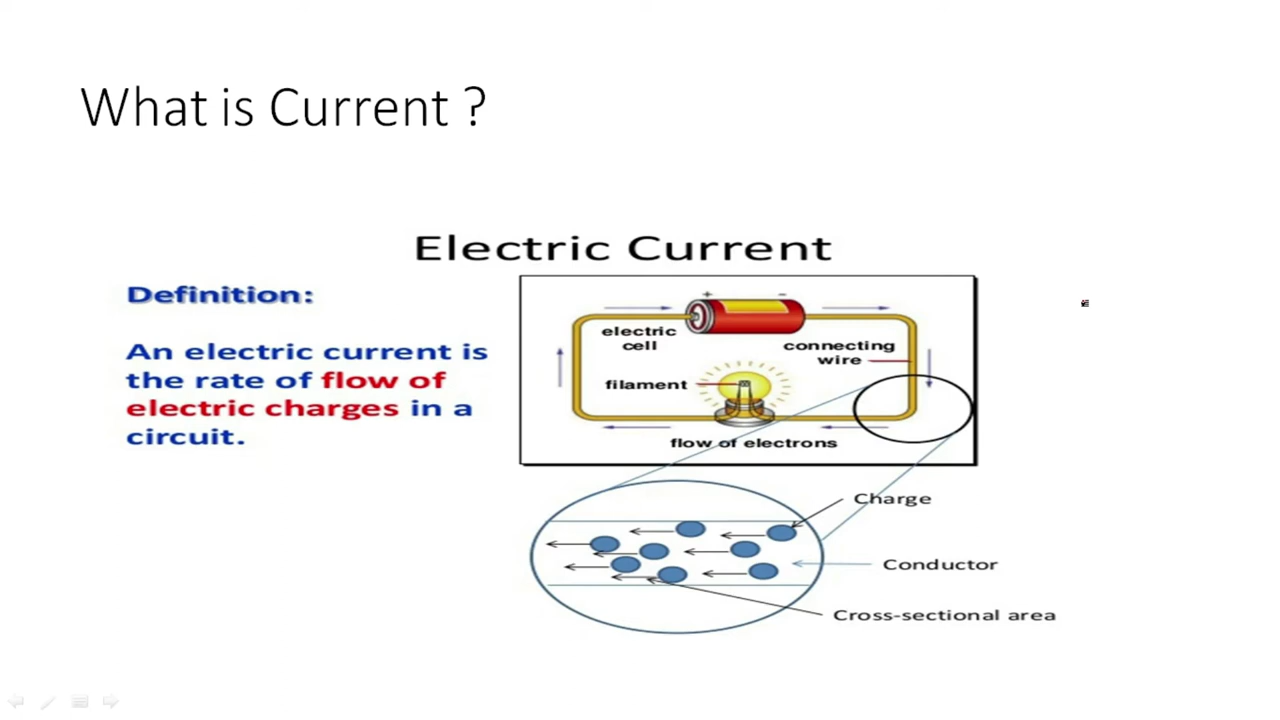 What is Current ?
Electric Current
Definition:
An electric current is
the rate of flow of
electric charges in a
circuit.
+ -
electric
cell
connecting
wire
filament
flow of electrons
Charge
Conductor
Cross-sectional area